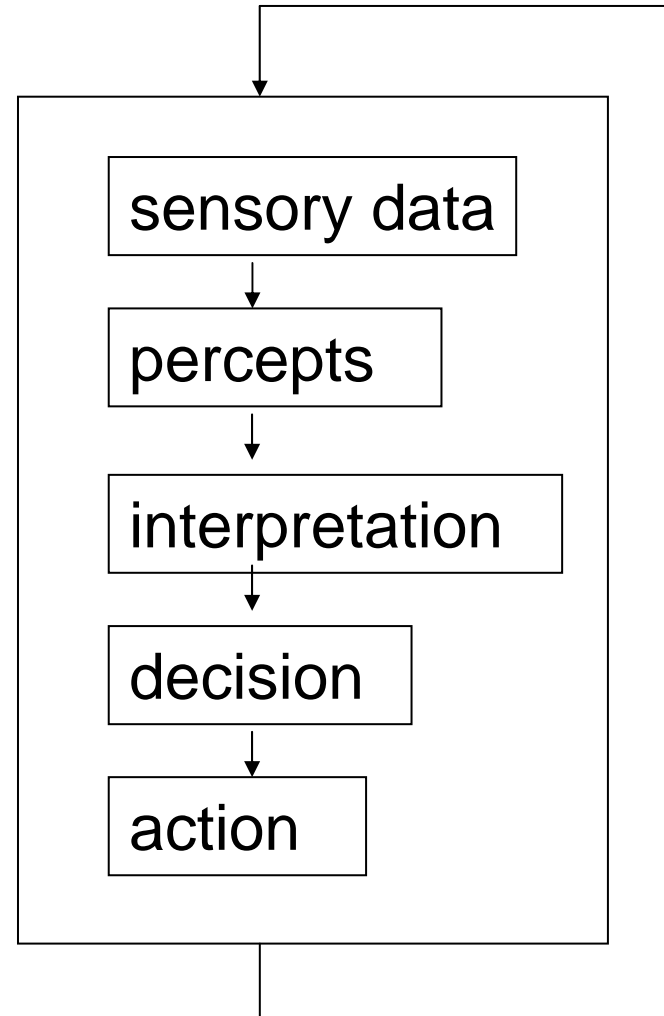 sensory data
percepts
interpretation
decision
action